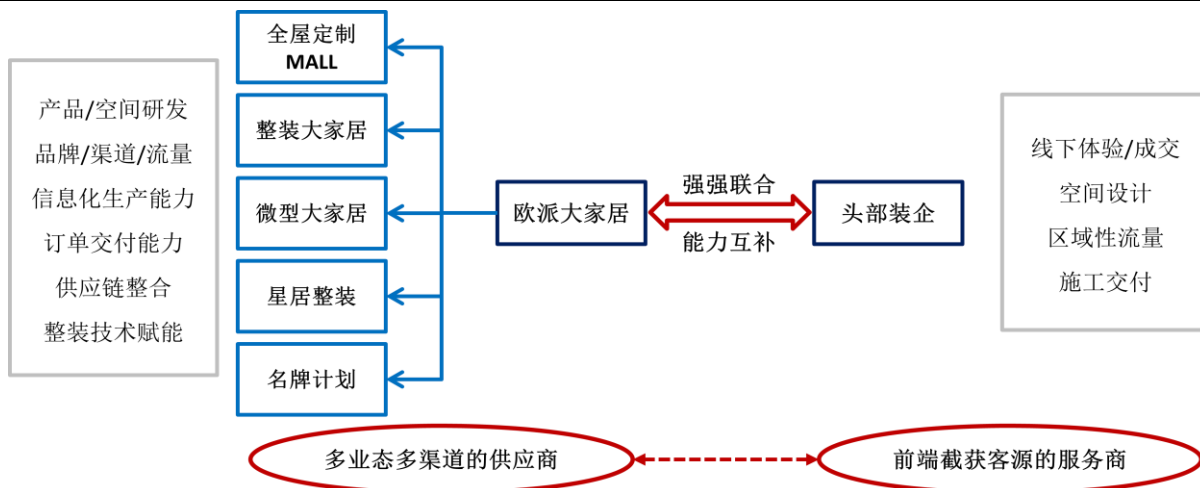 产品/空间研发
品牌/渠道/流量
信息化生产能力
订单交付能力
供应链整合
整装技术赋能
全屋定制
MALL
整装大家居
微型大家居
星居整装
名牌计划
欧派大家居
强强联合
能力互补
头部装企
线下体验/成交
空间设计
区域性流量
施工交付
多业态多渠道的供应商
前端截获客源的服务商